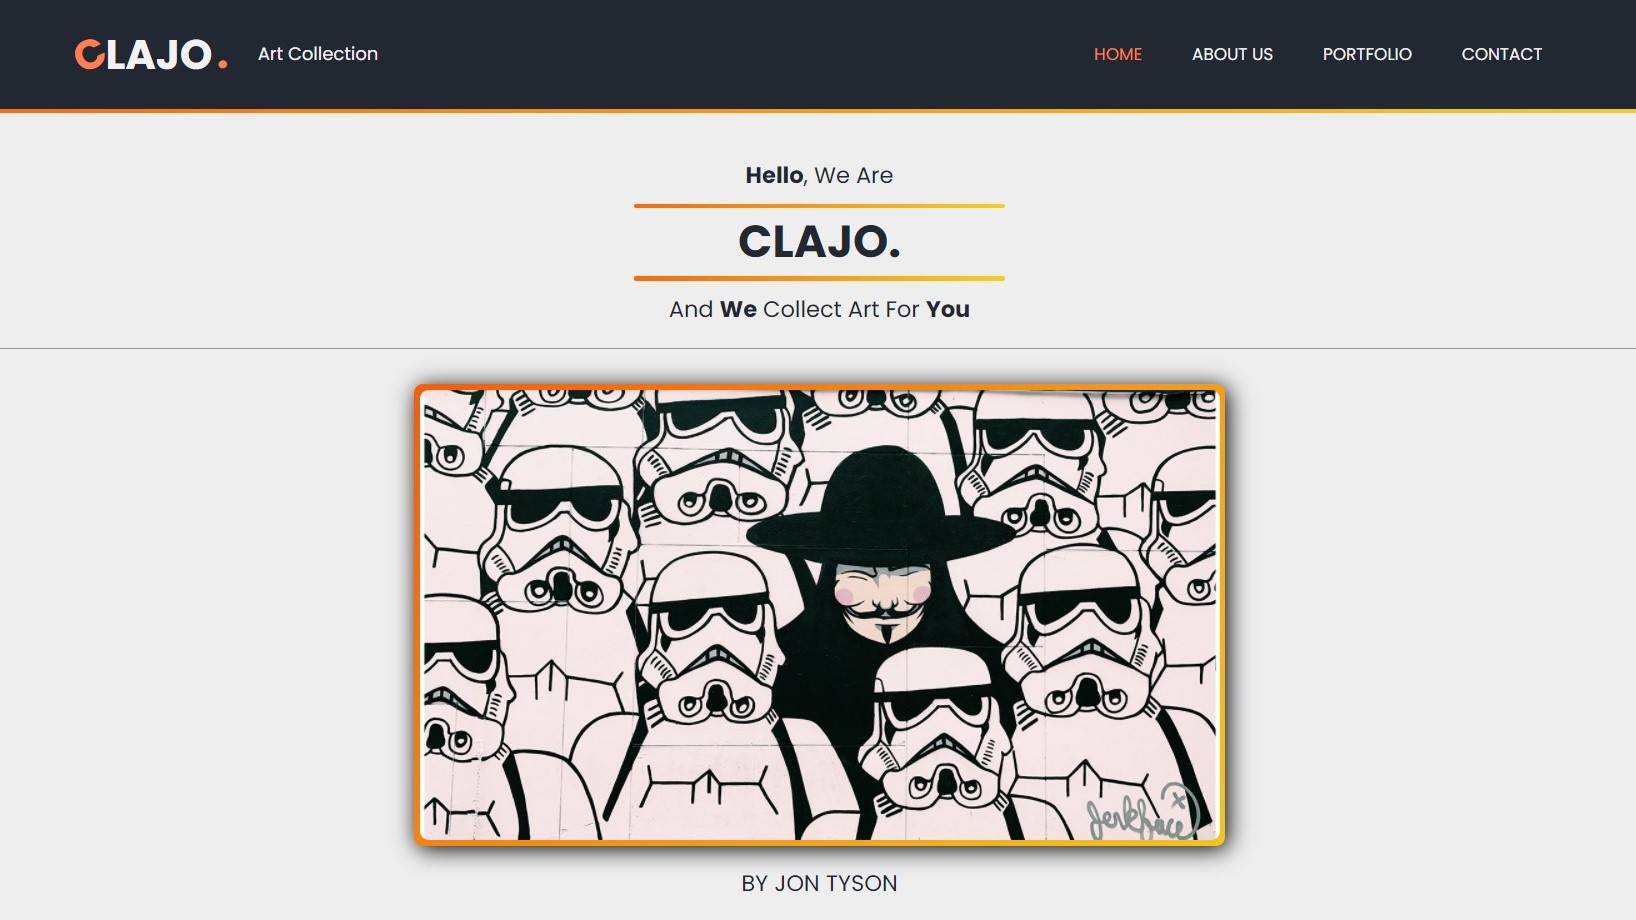 CLAJO.
Art Collection
HOME
ABOUT US
PORTFOLIO
CONTACT
Hello, We Are
CLAJO.
And We Collect Art For You
Jerkface
BY JON TYSON